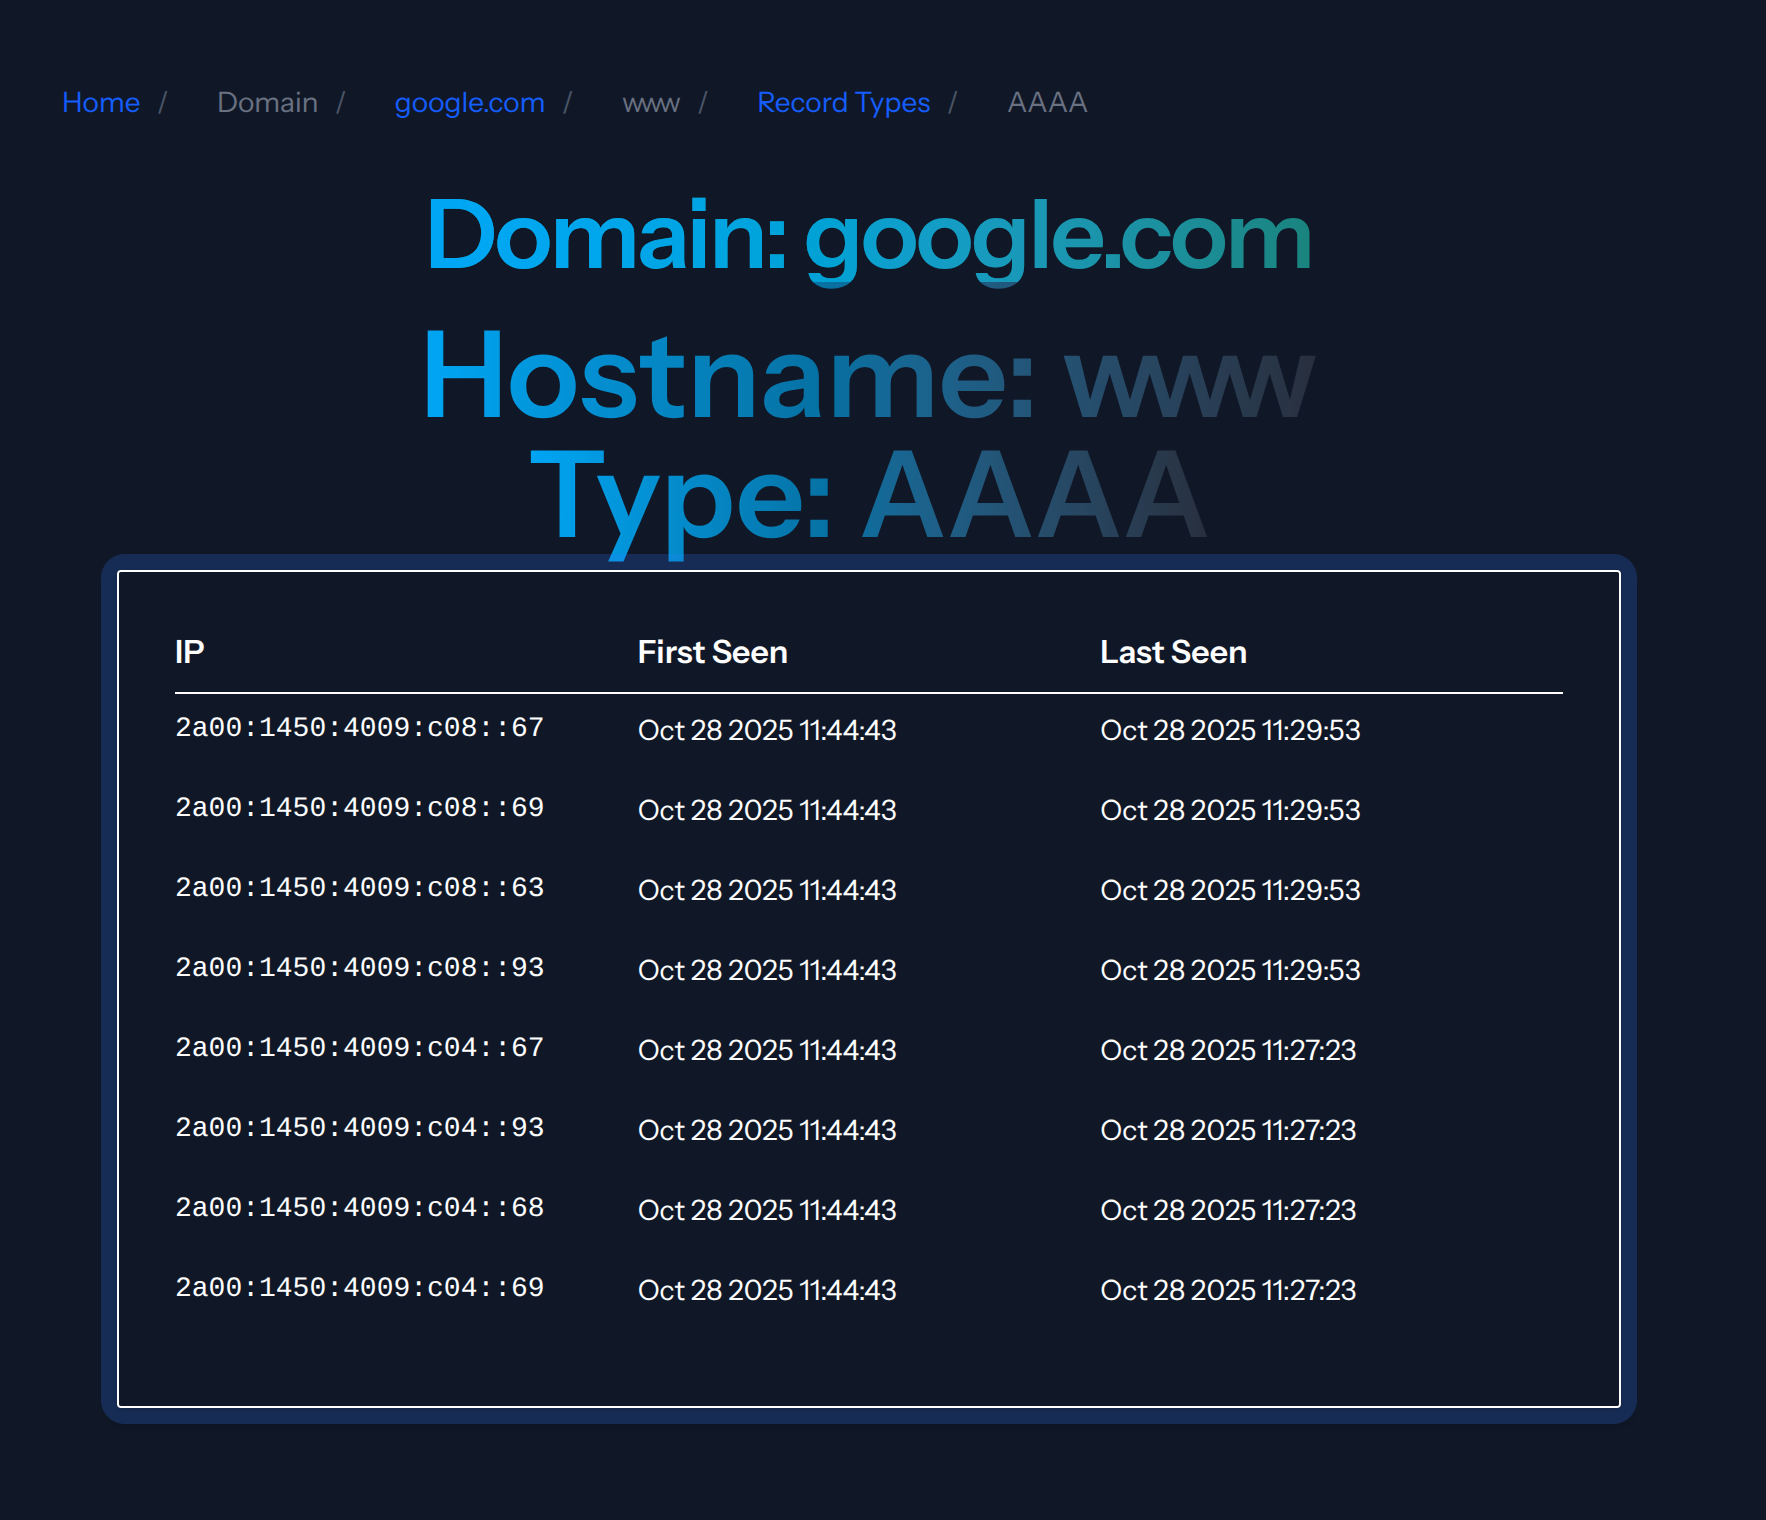 Home / Domain / google.com / www / Record Types / AAAA
Domain: google.com
Hostname: www
Type: AAAA
IP First Seen Last Seen
2a00:1450:4009:c08::67 Oct 28 2025 11:44:43 Oct 28 2025 11:29:53
2a00:1450:4009:c08::69 Oct 28 2025 11:44:43 Oct 28 2025 11:29:53
2a00:1450:4009:c08::63 Oct 28 2025 11:44:43 Oct 28 2025 11:29:53
2a00:1450:4009:c08::93 Oct 28 2025 11:44:43 Oct 28 2025 11:29:53
2a00:1450:4009:c04::67 Oct 28 2025 11:44:43 Oct 28 2025 11:27:23
2a00:1450:4009:c04::93 Oct 28 2025 11:44:43 Oct 28 2025 11:27:23
2a00:1450:4009:c04::68 Oct 28 2025 11:44:43 Oct 28 2025 11:27:23
2a00:1450:4009:c04::69 Oct 28 2025 11:44:43 Oct 28 2025 11:27:23